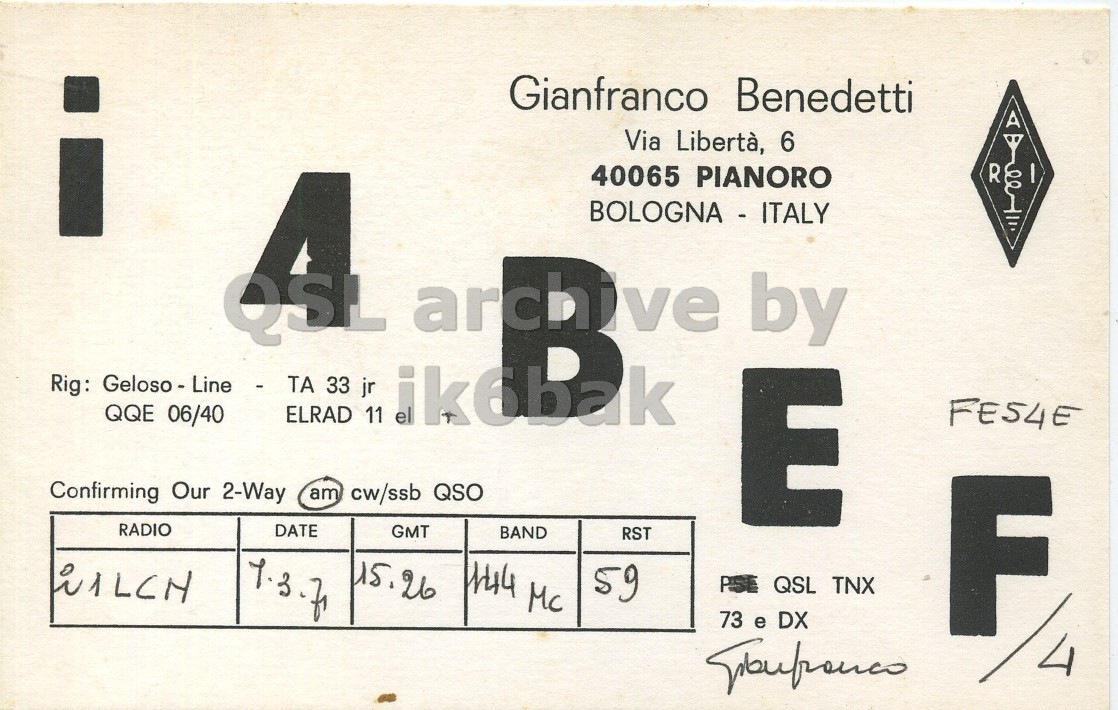 i4BEF/4
Gianfranco Benedetti
Via Libertà, 6
40065 PIANORO
BOLOGNA - ITALY
A
R I
QSL archive by
ik6bak
Rig: Geloso - Line - TA 33 jr
QQE 06/40 ELRAD 11 el
FE54E
Confirming Our 2-Way am cw/ssb QSO
RADIO DATE GMT BAND RST
i1LCN 7.3.71 15.26 144 Mc 59
PSE QSL TNX
73 e DX
Gianfranco